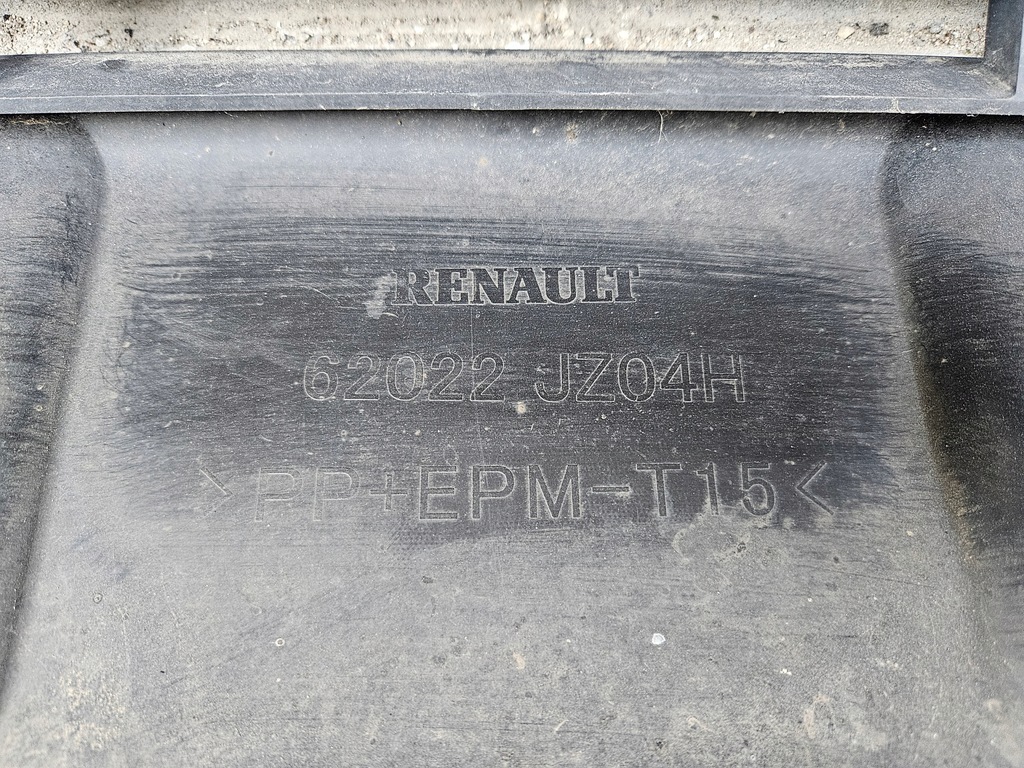 RENAULT
62022 JZ04H
>PP+EPM-T15<